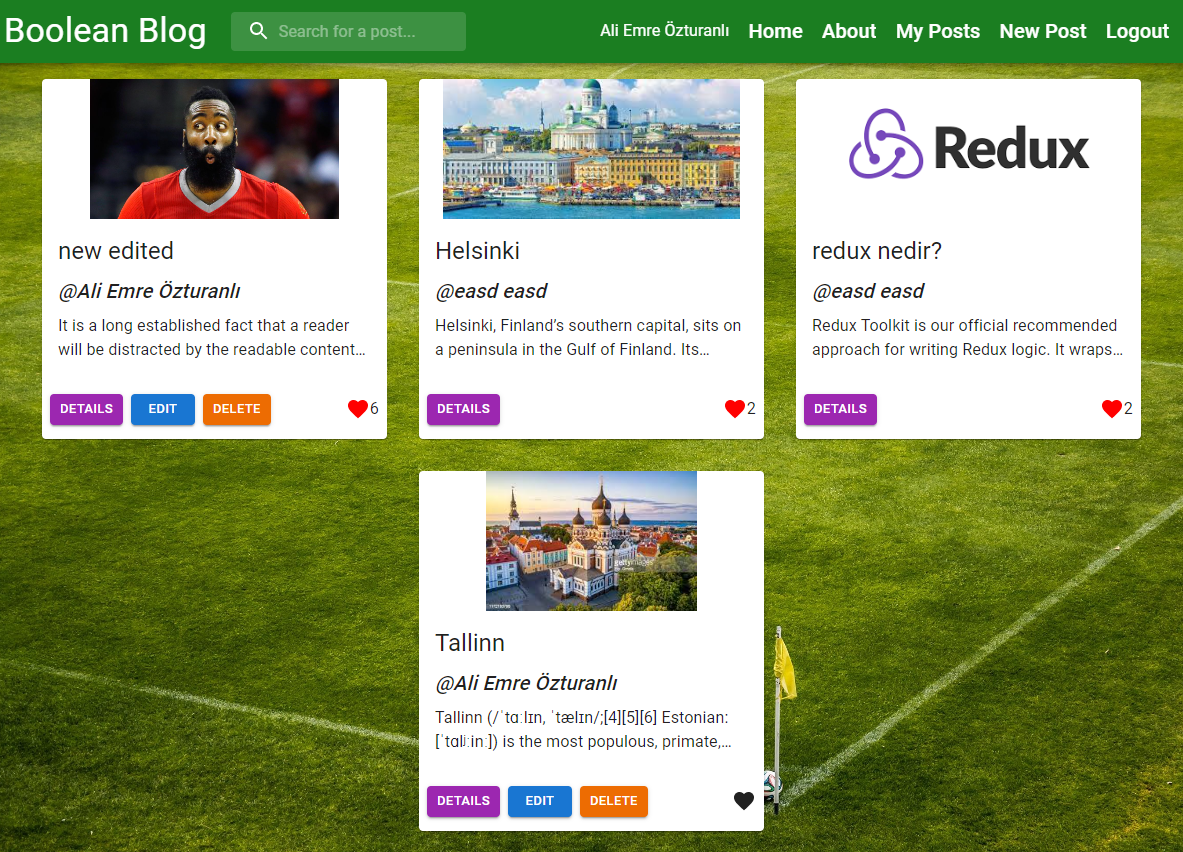 Boolean Blog
Search for a post...
Ali Emre Özturanlı
Home
About
My Posts
New Post
Logout
new edited
@Ali Emre Özturanlı
It is a long established fact that a reader
will be distracted by the readable content...
DETAILS
EDIT
DELETE
6
Helsinki
@easd easd
Helsinki, Finland’s southern capital, sits on
a peninsula in the Gulf of Finland. Its...
DETAILS
2
Redux
redux nedir?
@easd easd
Redux Toolkit is our official recommended
approach for writing Redux logic. It wraps...
DETAILS
2
gettyimages
Tallinn
@Ali Emre Özturanlı
Tallinn (/ˈtɑːlɪn, ˈtælɪn/;[4][5][6] Estonian:
[ˈtɑlʲːinː]) is the most populous, primate,...
DETAILS
EDIT
DELETE